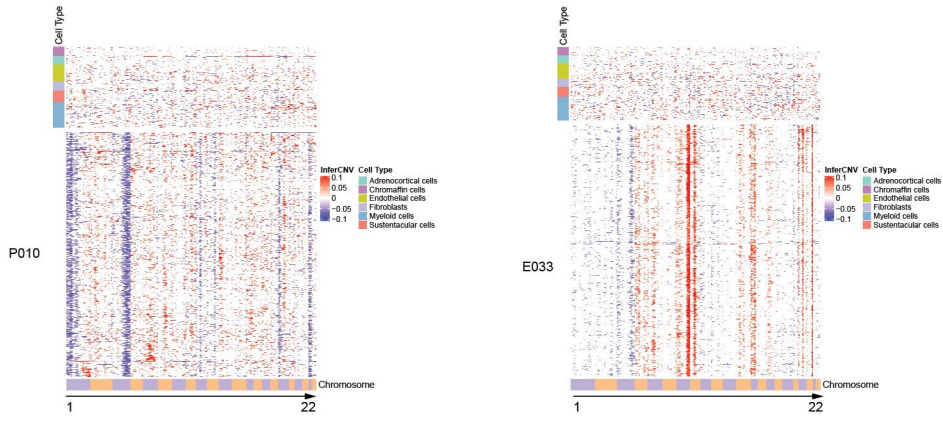 Cell Type
P010
InferCNV
0.1
0.05
−0.05
−0.1
Cell Type
Adrenocortical cells
Chromaffin cells
Endothelial cells
Fibroblasts
Myeloid cells
Sustentacular cells
Chromosome
1
22
Cell Type
E033
InferCNV
0.1
0.05
−0.05
−0.1
Cell Type
Adrenocortical cells
Chromaffin cells
Endothelial cells
Fibroblasts
Myeloid cells
Sustentacular cells
Chromosome
1
22